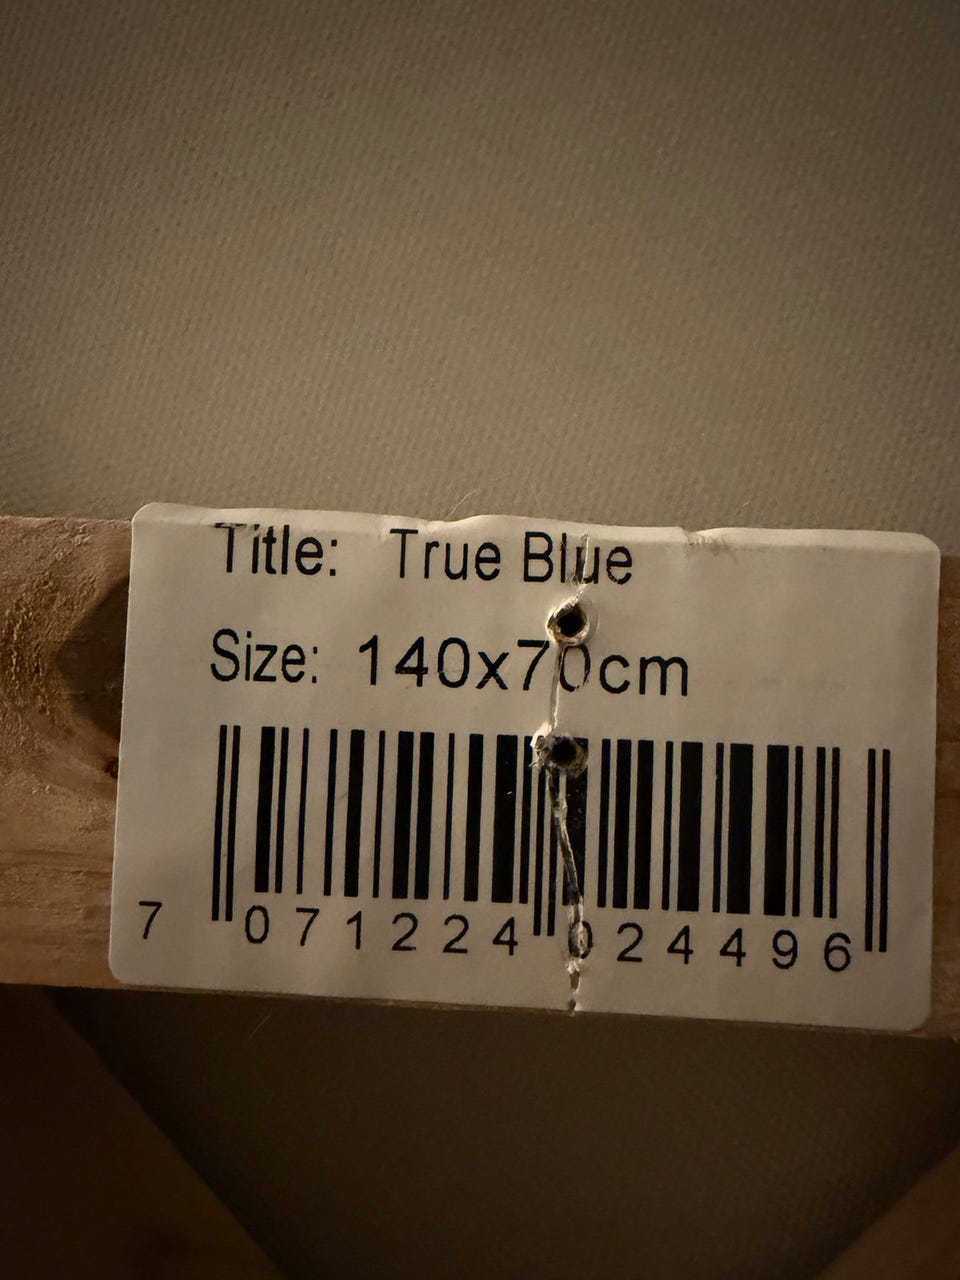 Title: True Blue
Size: 140x70cm
7 071224 024496